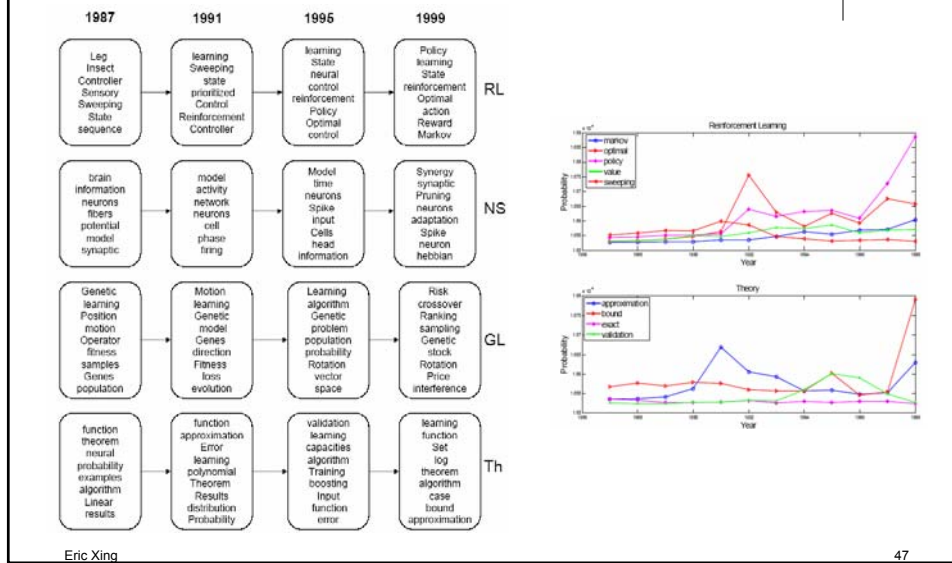 1987 1991 1995 1999
Leg
Insect
Controller
Sensory
Sweeping
State
sequence
learning
Sweeping
state
prioritized
Control
Reinforcement
Controller
learning
State
neural
control
reinforcement
Policy
Optimal
control
Policy
learning
State
reinforcement
Optimal
action
Reward
Markov
RL
brain
information
neurons
fibers
potential
model
synaptic
model
activity
network
neurons
cell
phase
firing
Model
time
neurons
Spike
input
Cells
head
information
Synergy
synaptic
Pruning
neurons
adaptation
Spike
neuron
hebbian
NS
Genetic
learning
Position
motion
Operator
fitness
samples
Genes
population
Motion
learning
Genetic
model
Genes
direction
Fitness
loss
evolution
Learning
algorithm
Genetic
problem
population
probability
Rotation
vector
space
Risk
crossover
Ranking
sampling
Genetic
stock
Rotation
Price
interference
GL
function
theorem
neural
probability
examples
algorithm
Linear
results
function
approximation
Error
learning
polynomial
Theorem
Results
distribution
Probability
validation
learning
capacities
algorithm
Training
boosting
Input
function
error
learning
function
Set
log
theorem
algorithm
case
bound
approximation
Th
Reinforcement Learning
markov
optimal
policy
value
sweeping
Probability
Year
Theory
approximation
bound
exact
validation
Probability
Year
Eric Xing 47